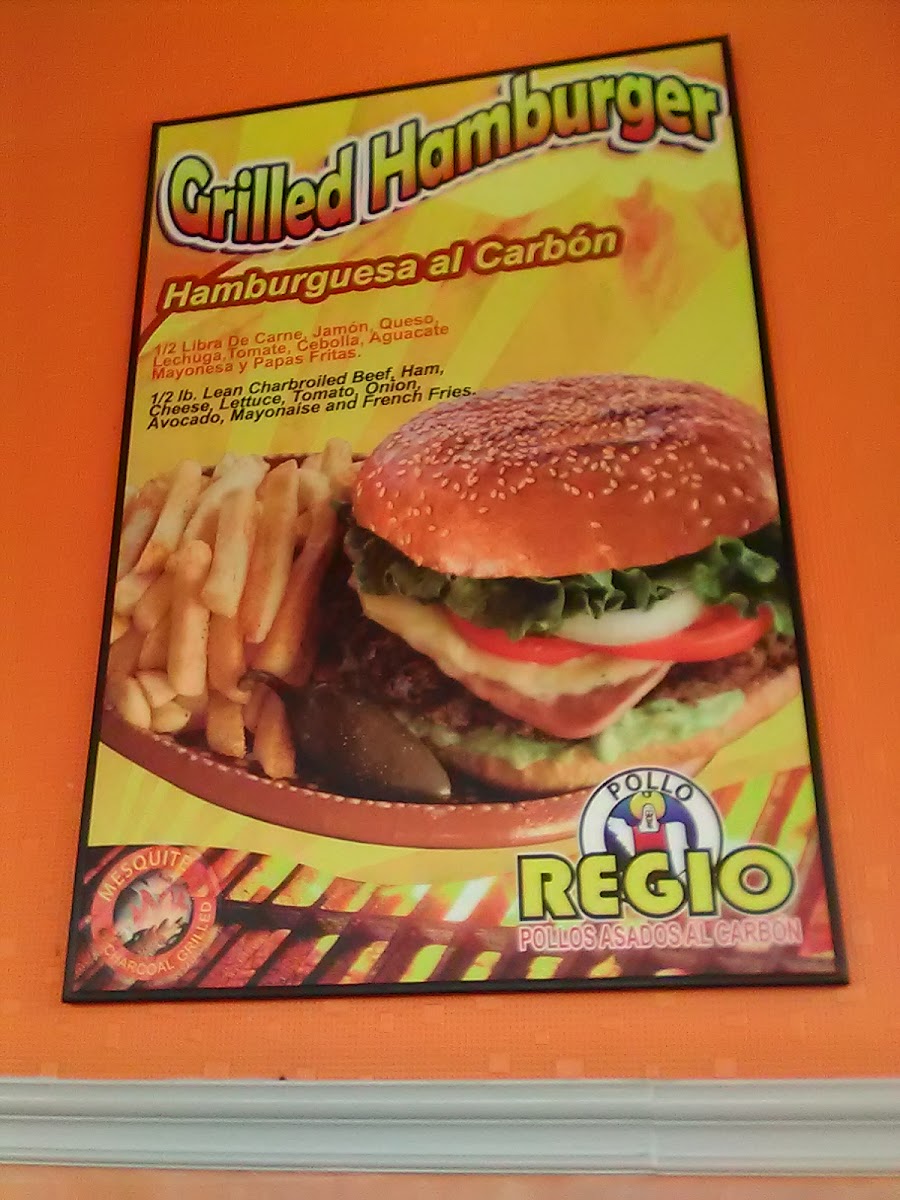 Grilled Hamburger
Hamburguesa al Carbón
1/2 Libra De Carne, Jamón, Queso,
Lechuga,Tomate, Cebolla, Aguacate
Mayonesa y Papas Fritas.
1/2 lb. Lean Charbroiled Beef, Ham,
Cheese, Lettuce, Tomato, Onion,
Avocado, Mayonaise and French Fries.
POLLO
REGIO
POLLOS ASADOS AL CARBÓN
MESQUITE
CHARCOAL GRILLED